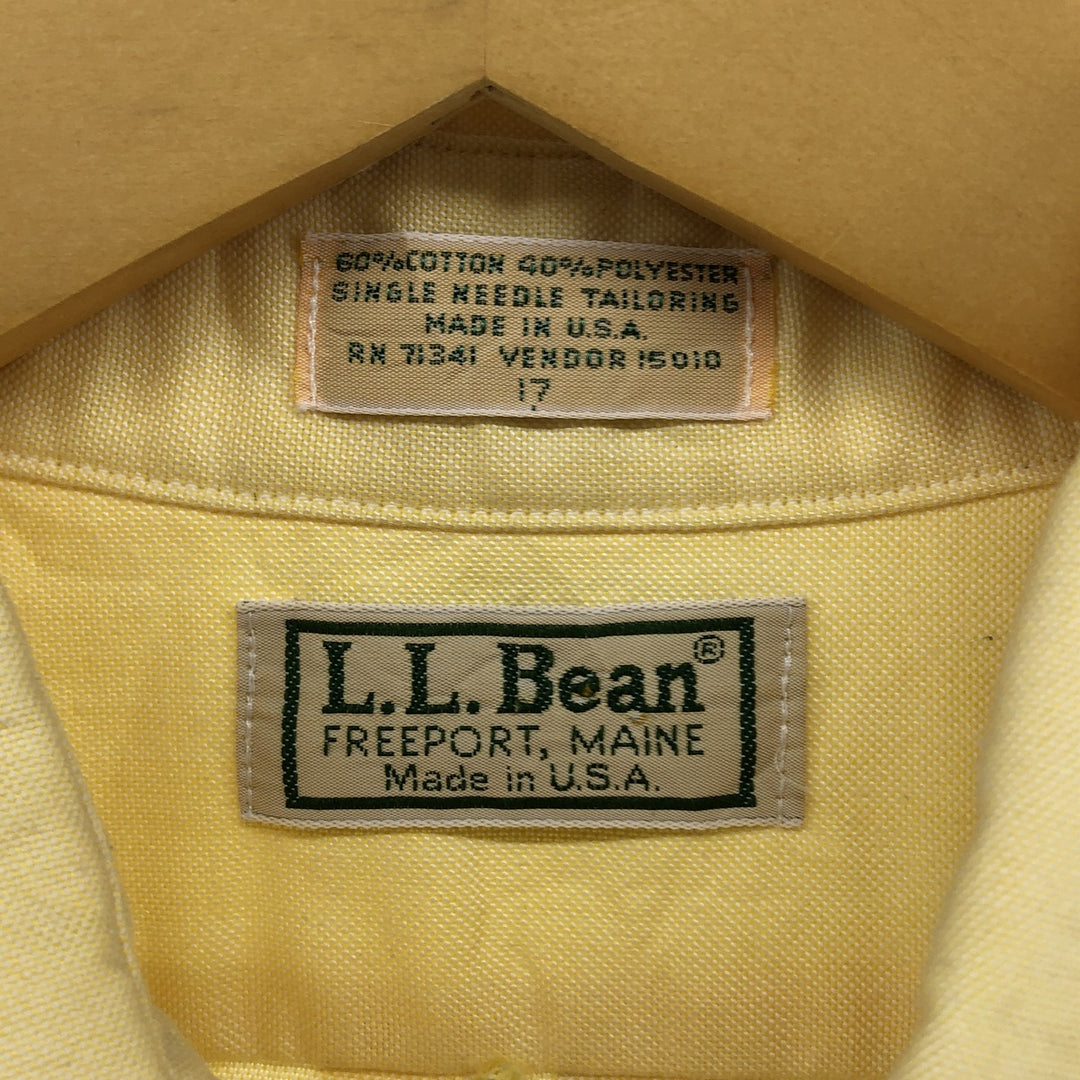 60%COTTON 40%POLYESTER
SINGLE NEEDLE TAILORING
MADE IN U.S.A.
RN 71341 VENDOR 15010
17
L.L.Bean®
FREEPORT, MAINE
Made in U.S.A.